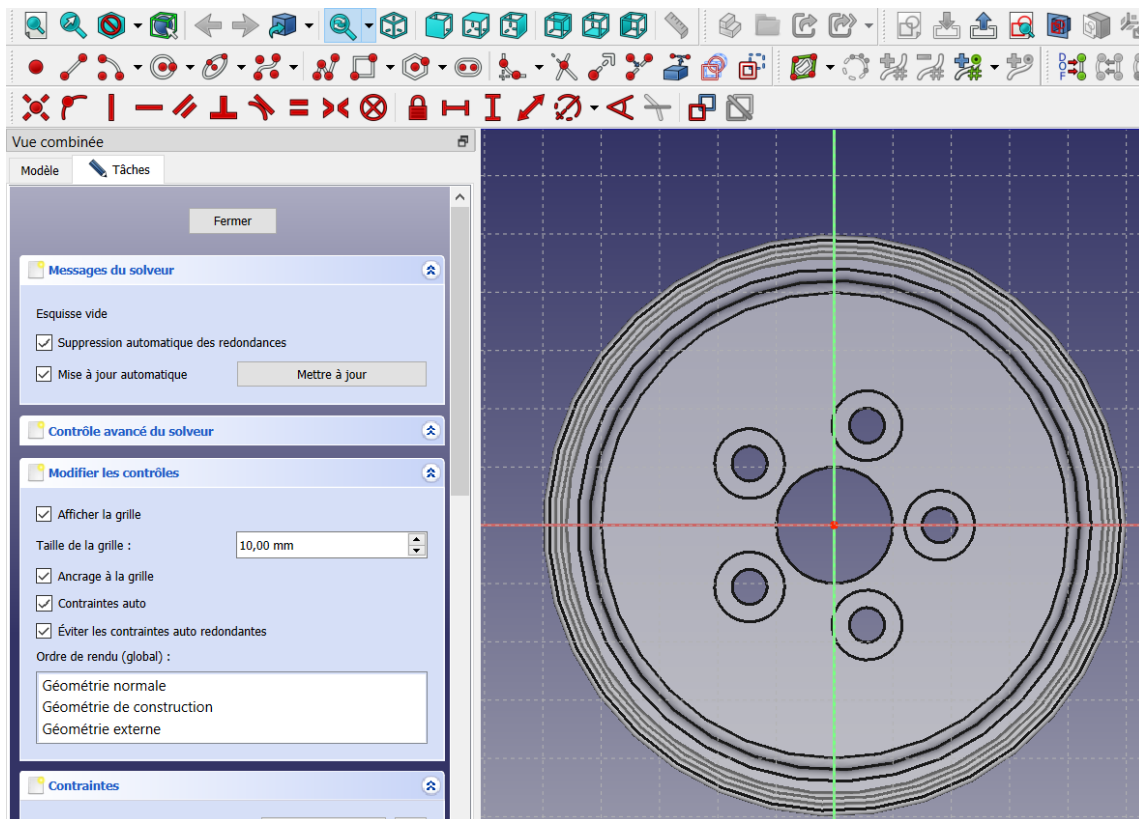 Vue combinée
Modèle
Tâches
Fermer
Messages du solveur
Esquisse vide
Suppression automatique des redondances
Mise à jour automatique
Mettre à jour
Contrôle avancé du solveur
Modifier les contrôles
Afficher la grille
Taille de la grille :
10,00 mm
Ancrage à la grille
Contraintes auto
Éviter les contraintes auto redondantes
Ordre de rendu (global) :
Géométrie normale
Géométrie de construction
Géométrie externe
Contraintes